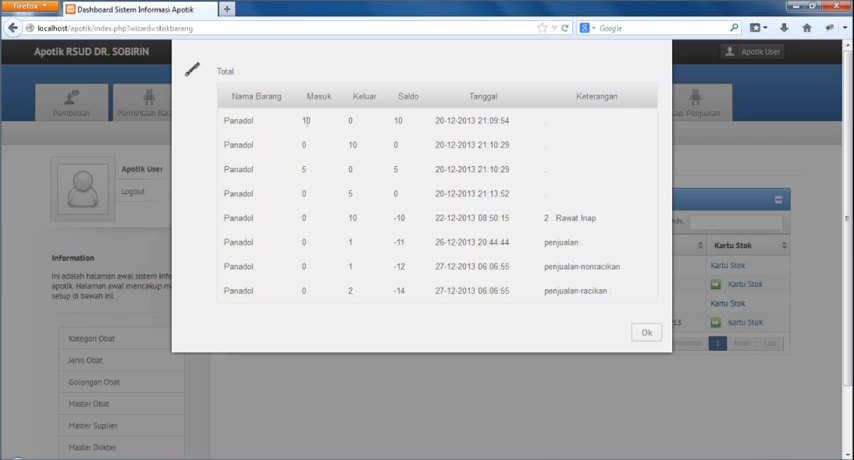 Firefox
Dashboard Sistem Informasi Apotik
localhost/apotik/index.php?wizard=stokbarang
Google
Apotik RSUD DR. SOBIRIN
Apotik User
Pembelian
Permintaan Bara
ap. Penjualan
Apotik User
Logout
Information
Ini adalah halaman awal sistem info
apotik. Halaman awal mencakup m
setup di bawah ini.
Kategori Obat
Jenis Obat
Golongan Obat
Master Obat
Master Suplier
Master Dokter
Total :
Nama Barang Masuk Keluar Saldo Tanggal Keterangan
Panadol 10 0 10 20-12-2013 21:09:54 .
Panadol 0 10 0 20-12-2013 21:10:29 .
Panadol 5 0 5 20-12-2013 21:10:29 .
Panadol 0 5 0 20-12-2013 21:13:52 .
Panadol 0 10 -10 22-12-2013 08:50:15 2 . Rawat Inap
Panadol 0 1 -11 26-12-2013 20:44:44 penjualan .
Panadol 0 1 -12 27-12-2013 06:06:55 penjualan-nonracikan .
Panadol 0 2 -14 27-12-2013 06:06:55 penjualan-racikan .
Ok
Kartu Stok
Kartu Stok
Kartu Stok
Kartu Stok
13 Kartu Stok
Previous 1 Next Last